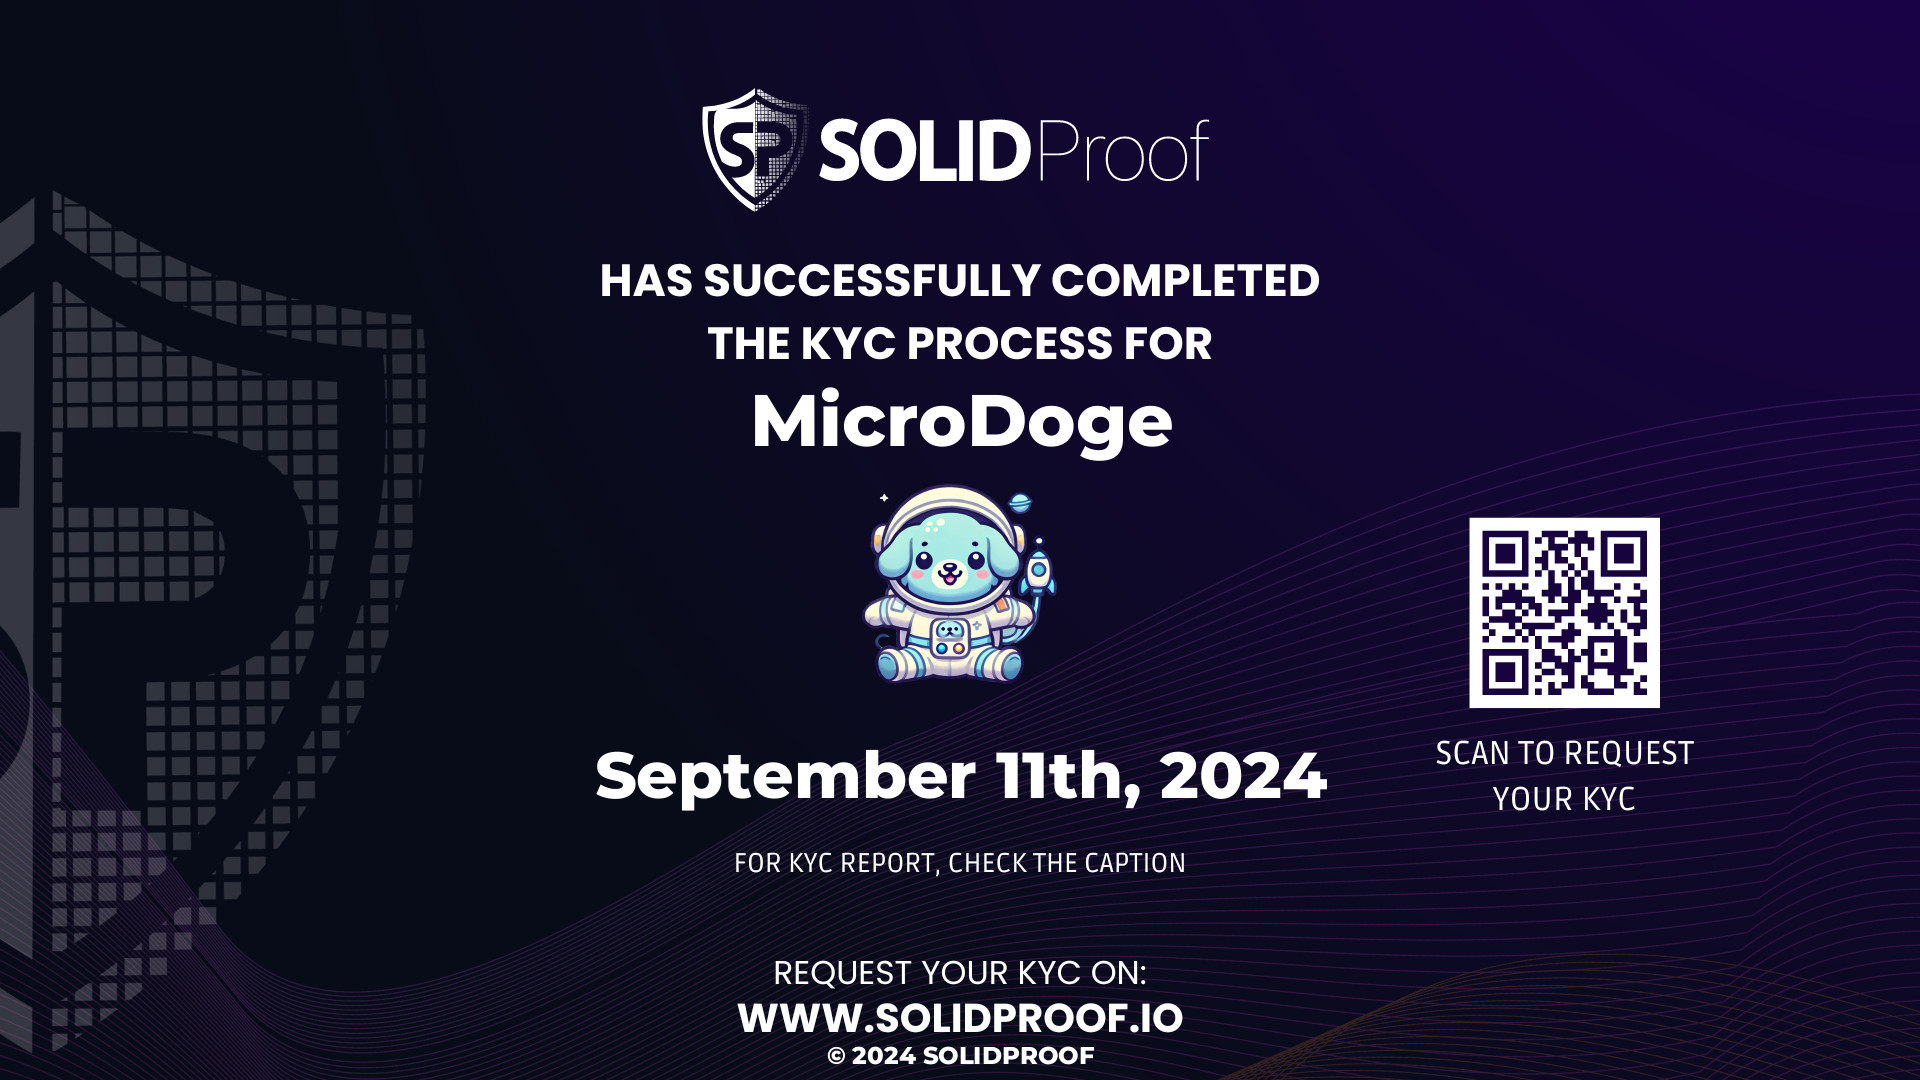 SP SOLIDProof
HAS SUCCESSFULLY COMPLETED
THE KYC PROCESS FOR
MicroDoge
September 11th, 2024
SCAN TO REQUEST
YOUR KYC
FOR KYC REPORT, CHECK THE CAPTION
REQUEST YOUR KYC ON:
WWW.SOLIDPROOF.IO
© 2024 SOLIDPROOF